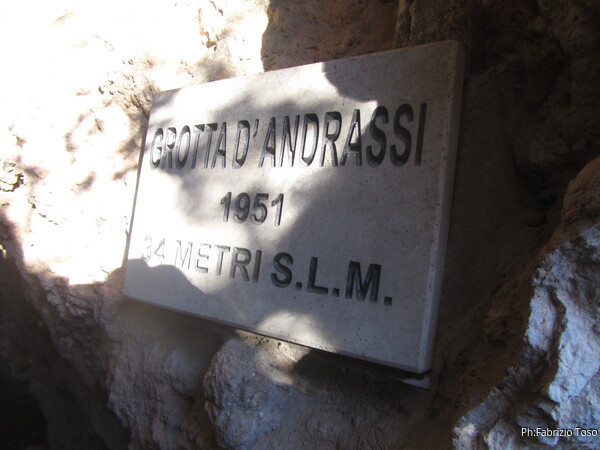 GROTTA D' ANDRASSI
1951
34 METRI S.L.M.
Ph:Fabrizio Toso